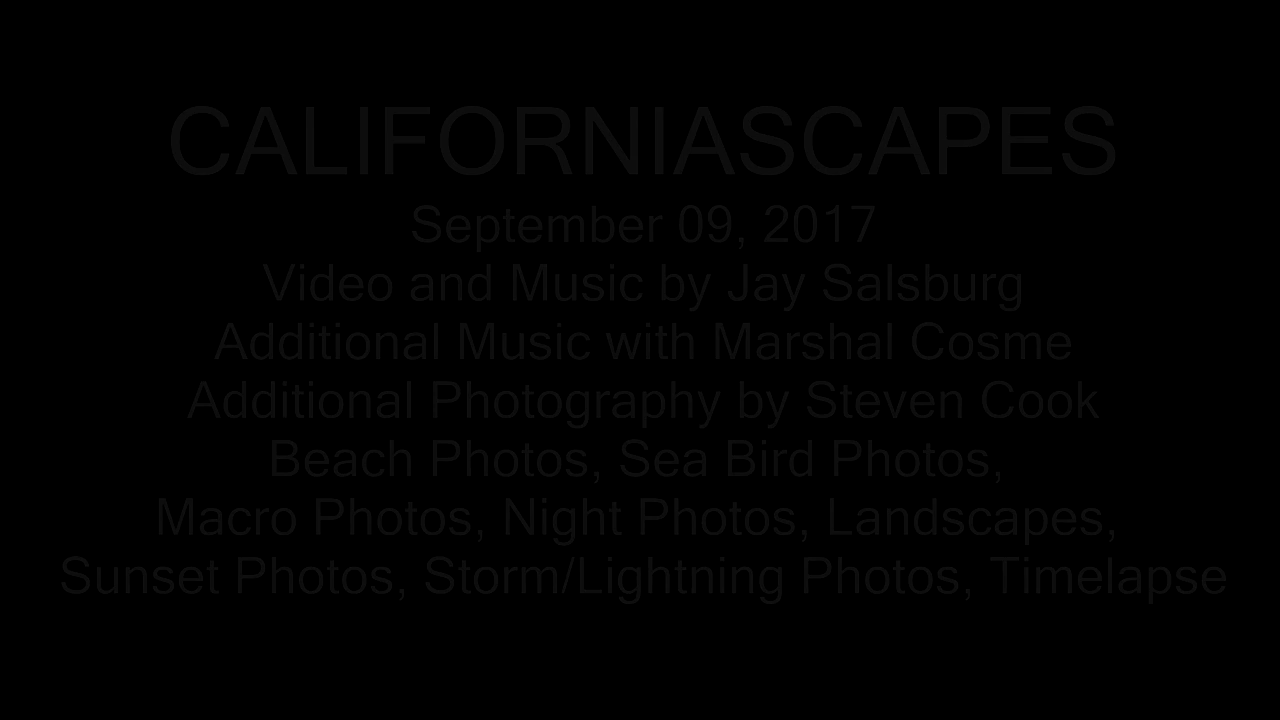 CALIFORNIASCAPES
September 09, 2017
Video and Music by Jay Salsburg
Additional Music with Marshal Cosme
Additional Photography by Steven Cook
Beach Photos, Sea Bird Photos,
Macro Photos, Night Photos, Landscapes,
Sunset Photos, Storm/Lightning Photos, Timelapse